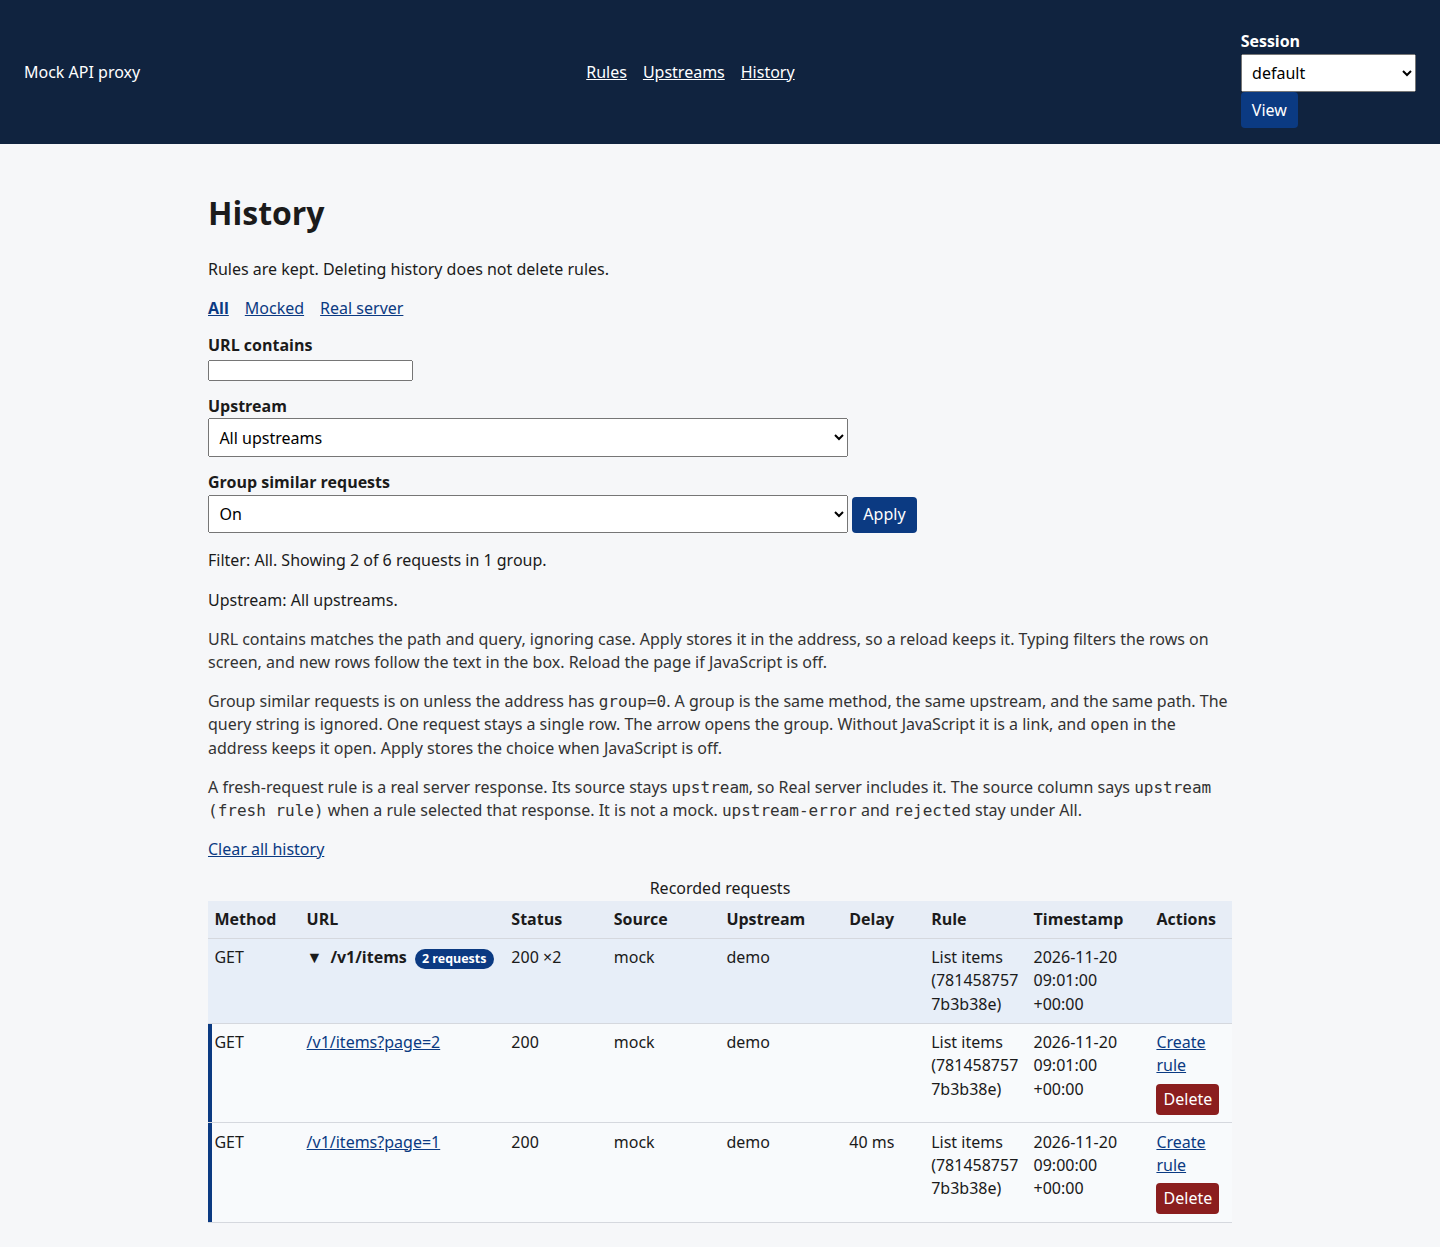 Mock API proxy
Rules Upstreams History
Session
default
View
History
Rules are kept. Deleting history does not delete rules.
All Mocked Real server
URL contains
Upstream
All upstreams
Group similar requests
On
Apply
Filter: All. Showing 2 of 6 requests in 1 group.
Upstream: All upstreams.
URL contains matches the path and query, ignoring case. Apply stores it in the address, so a reload keeps it. Typing filters the rows on
screen, and new rows follow the text in the box. Reload the page if JavaScript is off.
Group similar requests is on unless the address has group=0. A group is the same method, the same upstream, and the same path. The
query string is ignored. One request stays a single row. The arrow opens the group. Without JavaScript it is a link, and open in the
address keeps it open. Apply stores the choice when JavaScript is off.
A fresh-request rule is a real server response. Its source stays upstream, so Real server includes it. The source column says upstream
(fresh rule) when a rule selected that response. It is not a mock. upstream-error and rejected stay under All.
Clear all history
Recorded requests
Method URL Status Source Upstream Delay Rule Timestamp Actions
GET ▼ /v1/items 2 requests 200 ×2 mock demo List items 2026-11-20
(781458757 09:01:00
7b3b38e) +00:00
GET /v1/items?page=2 200 mock demo List items 2026-11-20 Create
(781458757 09:01:00 rule
7b3b38e) +00:00 Delete
GET /v1/items?page=1 200 mock demo 40 ms List items 2026-11-20 Create
(781458757 09:00:00 rule
7b3b38e) +00:00 Delete